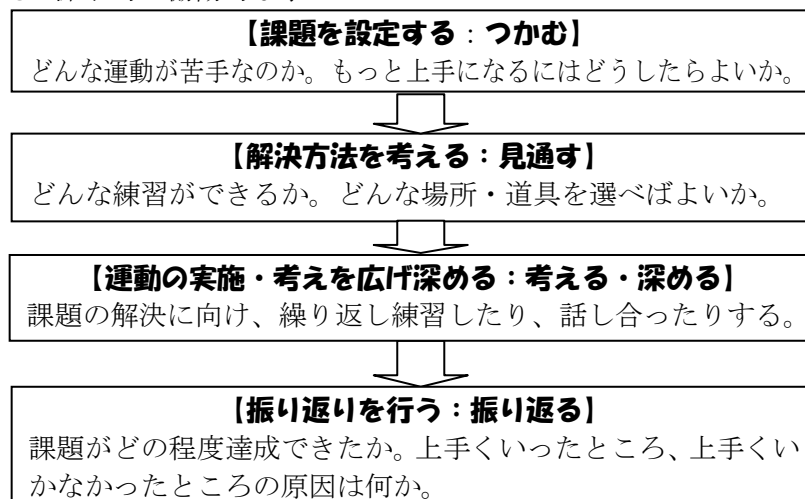 【課題を設定する：つかむ】
どんな運動が苦手なのか。もっと上手になるにはどうしたらよいか。
【解決方法を考える：見通す】
どんな練習ができるか。どんな場所・道具を選べばよいか。
【運動の実施・考えを広げ深める：考える・深める】
課題の解決に向け、繰り返し練習したり、話し合ったりする。
【振り返りを行う：振り返る】
課題がどの程度達成できたか。上手くいったところ、上手くい
かなかったところの原因は何か。